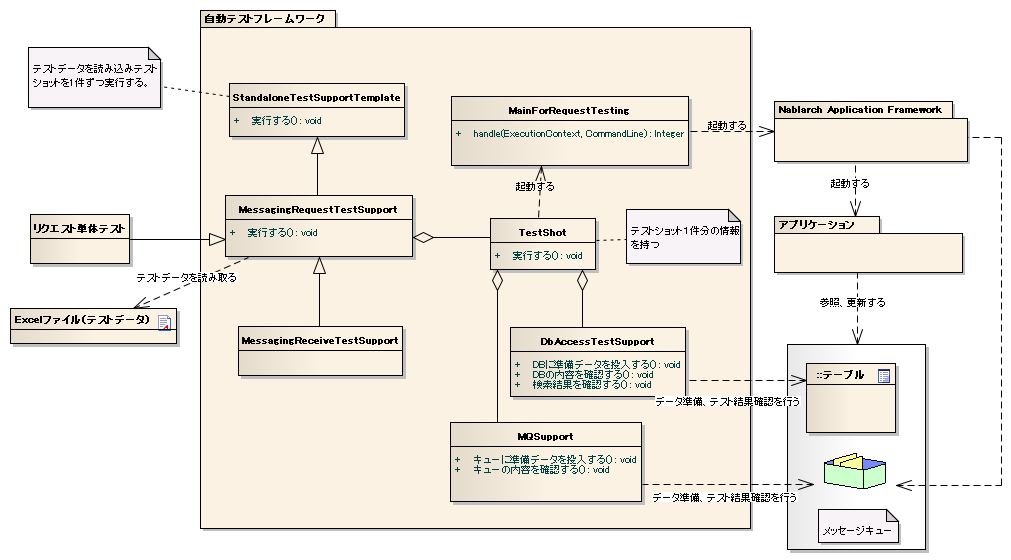 自動テストフレームワーク
テストデータを読み込みテスト
ショットを1件ずつ実行する。
StandaloneTestSupportTemplate
+ 実行する() : void
MainForRequestTesting
+ handle(ExecutionContext, CommandLine) : Integer
起動する
Nablarch Application Framework
起動する
起動する
MessagingRequestTestSupport
+ 実行する() : void
リクエスト単体テスト
TestShot
+ 実行する() : void
テストショット1件分の情報
を持つ
アプリケーション
テストデータを読み取る
参照、更新する
Excelファイル(テストデータ)
MessagingReceiveTestSupport
DbAccessTestSupport
+ DBに準備データを投入する() : void
+ DBの内容を確認する() : void
+ 検索結果を確認する() : void
::テーブル
データ準備、テスト結果確認を行う
MQSupport
+ キューに準備データを投入する() : void
+ キューの内容を確認する() : void
データ準備、テスト結果確認を行う
メッセージキュー